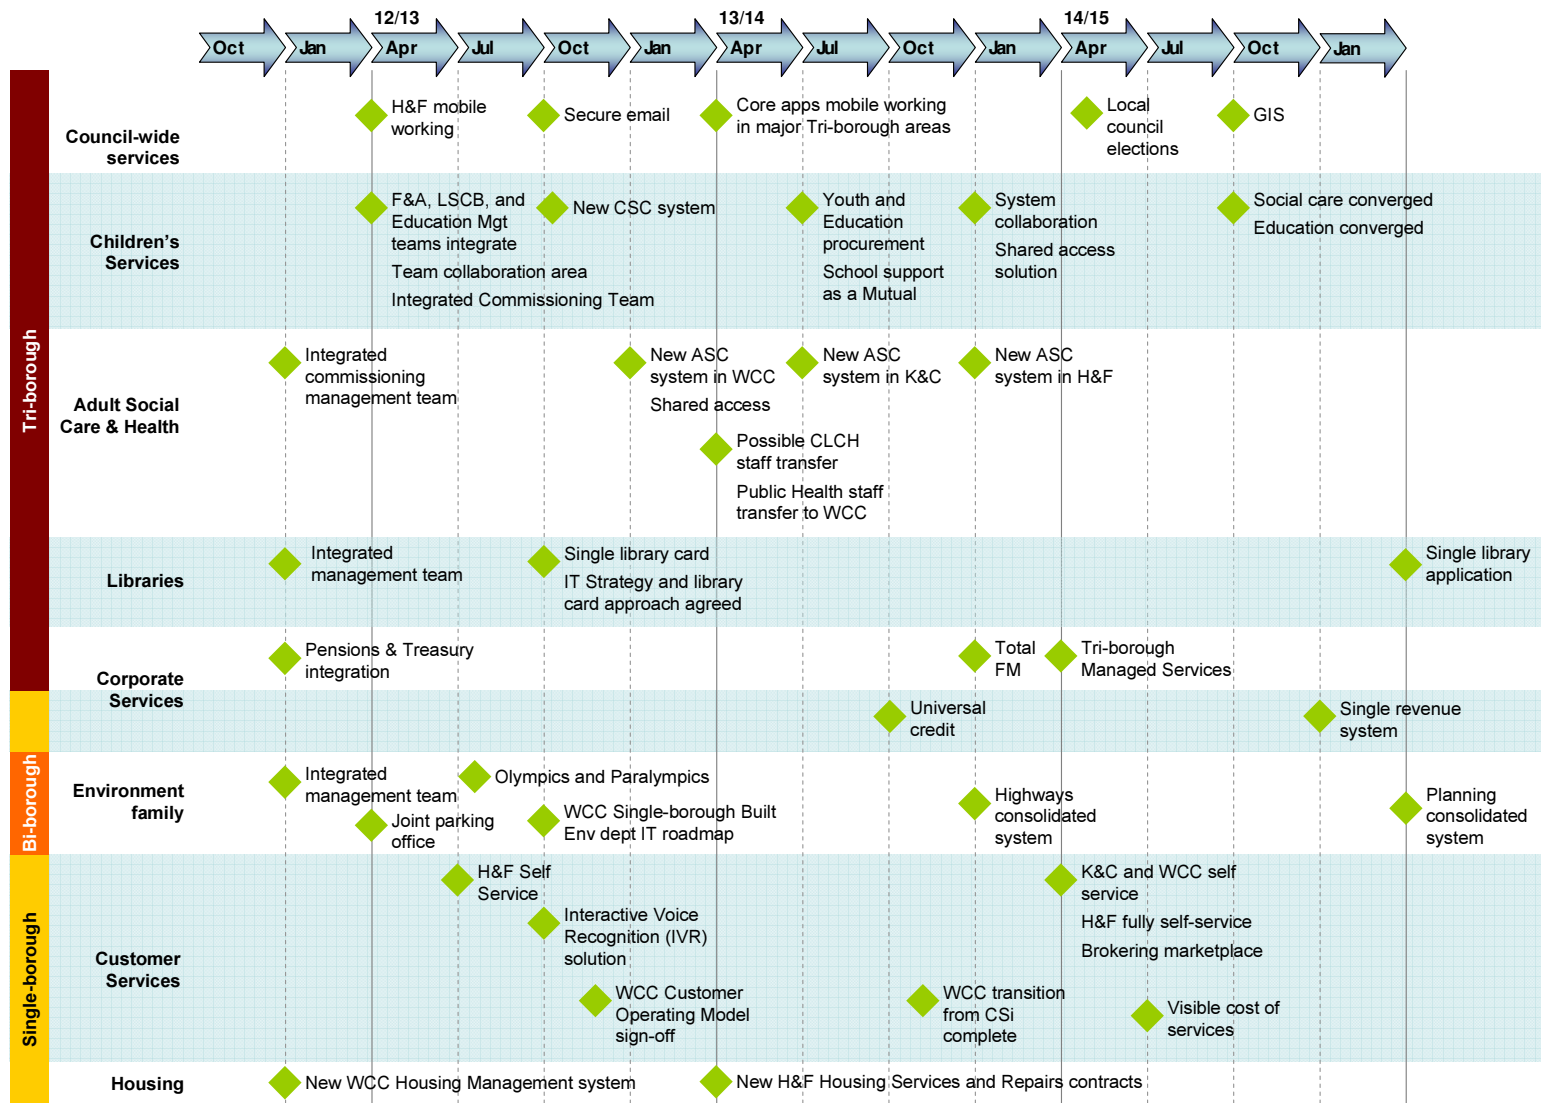 12/13
13/14
14/15
Oct
Jan
Apr
Jul
Oct
Jan
Apr
Jul
Oct
Jan
Apr
Jul
Oct
Jan
Tri-borough
Council-wide
services
H&F mobile
working
Secure email
Core apps mobile working
in major Tri-borough areas
Local
council
elections
GIS
Children's
Services
F&A, LSCB, and
Education Mgt
teams integrate
Team collaboration area
Integrated Commissioning Team
New CSC system
Youth and
Education
procurement
School support
as a Mutual
System
collaboration
Shared access
solution
Social care converged
Education converged
Adult Social
Care & Health
Integrated
commissioning
management team
New ASC
system in WCC
Shared access
New ASC
system in K&C
New ASC
system in H&F
Possible CLCH
staff transfer
Public Health staff
transfer to WCC
Libraries
Integrated
management team
Single library card
IT Strategy and library
card approach agreed
Single library
application
Corporate
Services
Pensions & Treasury
integration
Total
FM
Tri-borough
Managed Services
Universal
credit
Single revenue
system
Bi-borough
Environment
family
Integrated
management team
Joint parking
office
Olympics and Paralympics
WCC Single-borough Built
Env dept IT roadmap
Highways
consolidated
system
Planning
consolidated
system
Single-borough
Customer
Services
H&F Self
Service
Interactive Voice
Recognition (IVR)
solution
WCC Customer
Operating Model
sign-off
WCC transition
from CSi
complete
K&C and WCC self
service
H&F fully self-service
Brokering marketplace
Visible cost of
services
Housing
New WCC Housing Management system
New H&F Housing Services and Repairs contracts